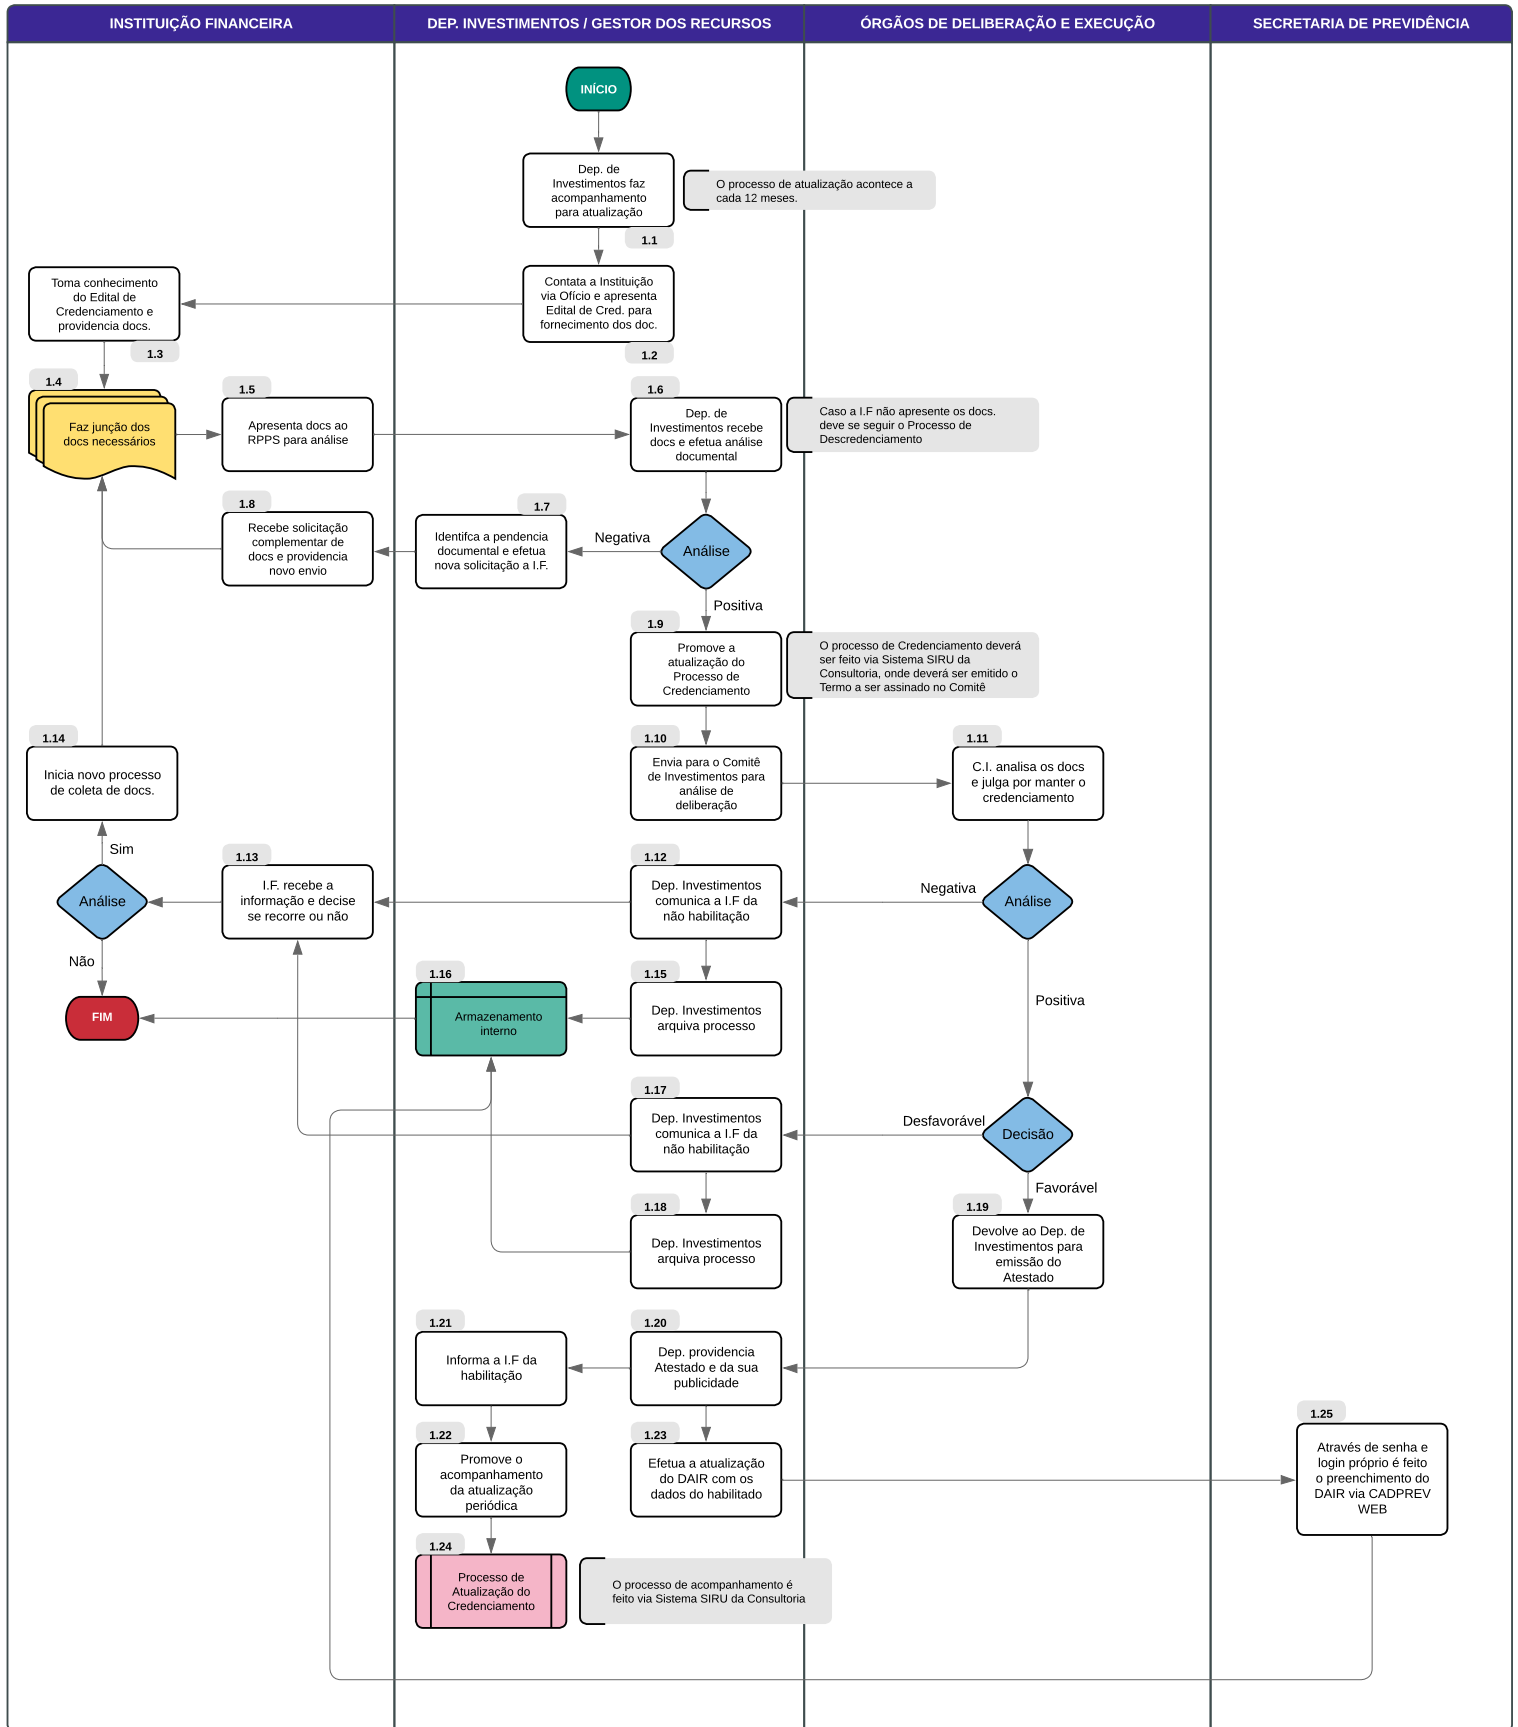 INSTITUIÇÃO FINANCEIRA
DEP. INVESTIMENTOS / GESTOR DOS RECURSOS
ÓRGÃOS DE DELIBERAÇÃO E EXECUÇÃO
SECRETARIA DE PREVIDÊNCIA
INÍCIO
Dep. de
Investimentos faz
acompanhamento
para atualização
1.1
O processo de atualização acontece a
cada 12 meses.
Contata a Instituição
via Ofício e apresenta
Edital de Cred. para
fornecimento dos doc.
1.2
Toma conhecimento
do Edital de
Credenciamento e
providencia docs.
1.3
1.4
Faz junção dos
docs necessários
1.5
Apresenta docs ao
RPPS para análise
1.6
Dep. de
Investimentos recebe
docs e efetua análise
documental
Caso a I.F não apresente os docs.
deve se seguir o Processo de
Descredenciamento
Análise
Negativa
Positiva
1.7
Identifca a pendencia
documental e efetua
nova solicitação a I.F.
1.8
Recebe solicitação
complementar de
docs e providencia
novo envio
1.9
Promove a
atualização do
Processo de
Credenciamento
O processo de Credenciamento deverá
ser feito via Sistema SIRU da
Consultoria, onde deverá ser emitido o
Termo a ser assinado no Comitê
1.10
Envia para o Comitê
de Investimentos para
análise de
deliberação
1.11
C.I. analisa os docs
e julga por manter o
credenciamento
Análise
Negativa
Positiva
1.12
Dep. Investimentos
comunica a I.F da
não habilitação
1.13
I.F. recebe a
informação e decise
se recorre ou não
Análise
Sim
Não
1.14
Inicia novo processo
de coleta de docs.
FIM
1.15
Dep. Investimentos
arquiva processo
1.16
Armazenamento
interno
Decisão
Desfavorável
Favorável
1.17
Dep. Investimentos
comunica a I.F da
não habilitação
1.18
Dep. Investimentos
arquiva processo
1.19
Devolve ao Dep. de
Investimentos para
emissão do
Atestado
1.20
Dep. providencia
Atestado e da sua
publicidade
1.21
Informa a I.F da
habilitação
1.22
Promove o
acompanhamento
da atualização
periódica
1.23
Efetua a atualização
do DAIR com os
dados do habilitado
1.24
Processo de
Atualização do
Credenciamento
O processo de acompanhamento é
feito via Sistema SIRU da Consultoria
1.25
Através de senha e
login próprio é feito
o preenchimento do
DAIR via CADPREV
WEB